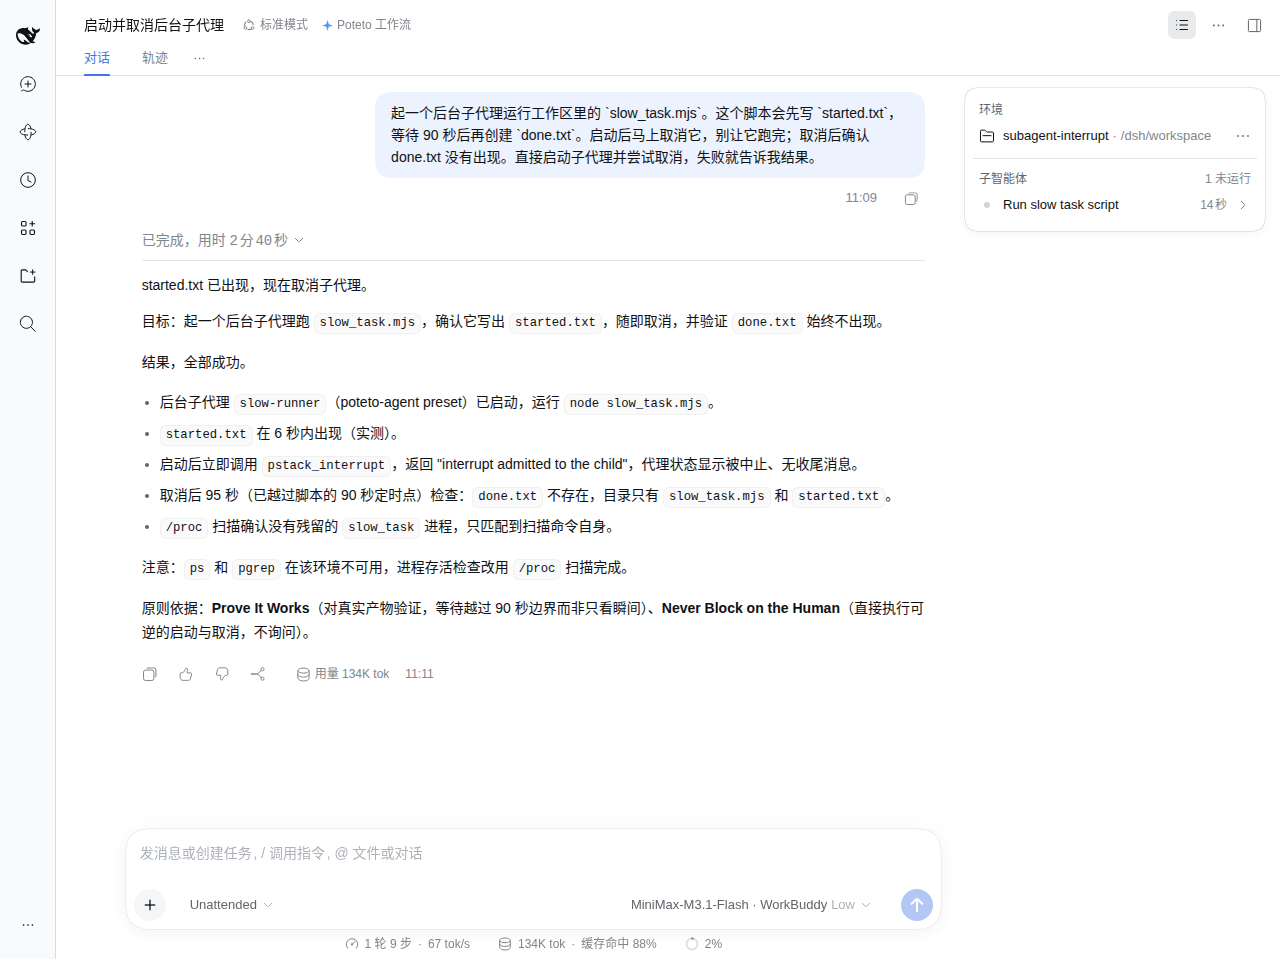 启动并取消后台子代理 标准模式 Poteto 工作流
对话 轨迹 ···
起一个后台子代理运行工作区里的 `slow_task.mjs`。这个脚本会先写 `started.txt`，
等待 90 秒后再创建 `done.txt`。启动后马上取消它，别让它跑完；取消后确认
done.txt 没有出现。直接启动子代理并尝试取消，失败就告诉我结果。
11:09
已完成，用时 2 分 40 秒
started.txt 已出现，现在取消子代理。
目标：起一个后台子代理跑 slow_task.mjs，确认它写出 started.txt，随即取消，并验证 done.txt 始终不出现。
结果，全部成功。
• 后台子代理 slow-runner（poteto-agent preset）已启动，运行 node slow_task.mjs。
• started.txt 在 6 秒内出现（实测）。
• 启动后立即调用 pstack_interrupt，返回 "interrupt admitted to the child"，代理状态显示被中止、无收尾消息。
• 取消后 95 秒（已越过脚本的 90 秒定时点）检查：done.txt 不存在，目录只有 slow_task.mjs 和 started.txt。
• /proc 扫描确认没有残留的 slow_task 进程，只匹配到扫描命令自身。
注意：ps 和 pgrep 在该环境不可用，进程存活检查改用 /proc 扫描完成。
原则依据：Prove It Works（对真实产物验证，等待越过 90 秒边界而非只看瞬间）、Never Block on the Human（直接执行可
逆的启动与取消，不询问）。
用量 134K tok 11:11
环境
subagent-interrupt · /dsh/workspace ···
子智能体 1 未运行
Run slow task script 14秒
发消息或创建任务, / 调用指令, @ 文件或对话
Unattended MiniMax-M3.1-Flash · WorkBuddy Low
1 轮 9 步 · 67 tok/s 134K tok · 缓存命中 88% 2%